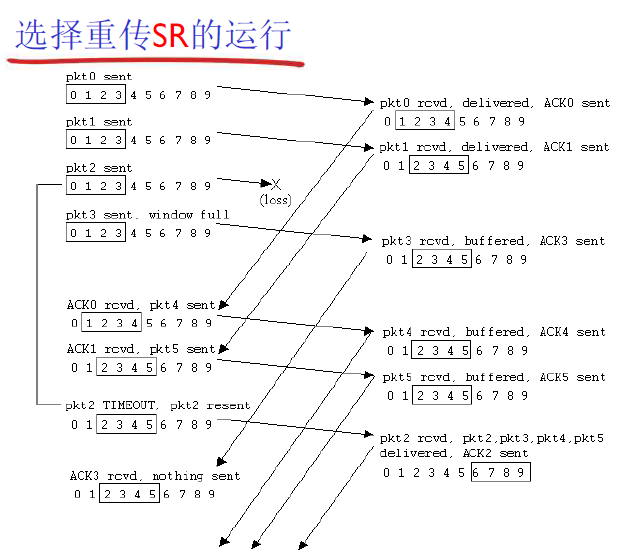 选择重传SR的运行
pkt0 sent
0 1 2 3 4 5 6 7 8 9
pkt1 sent
0 1 2 3 4 5 6 7 8 9
pkt2 sent
0 1 2 3 4 5 6 7 8 9
X
(loss)
pkt3 sent. window full
0 1 2 3 4 5 6 7 8 9
ACK0 rcvd, pkt4 sent
0 1 2 3 4 5 6 7 8 9
ACK1 rcvd, pkt5 sent
0 1 2 3 4 5 6 7 8 9
pkt2 TIMEOUT, pkt2 resent
0 1 2 3 4 5 6 7 8 9
ACK3 rcvd, nothing sent
0 1 2 3 4 5 6 7 8 9
pkt0 rcvd, delivered, ACK0 sent
0 1 2 3 4 5 6 7 8 9
pkt1 rcvd, delivered, ACK1 sent
0 1 2 3 4 5 6 7 8 9
pkt3 rcvd, buffered, ACK3 sent
0 1 2 3 4 5 6 7 8 9
pkt4 rcvd, buffered, ACK4 sent
0 1 2 3 4 5 6 7 8 9
pkt5 rcvd, buffered, ACK5 sent
0 1 2 3 4 5 6 7 8 9
pkt2 rcvd, pkt2,pkt3,pkt4,pkt5
delivered, ACK2 sent
0 1 2 3 4 5 6 7 8 9